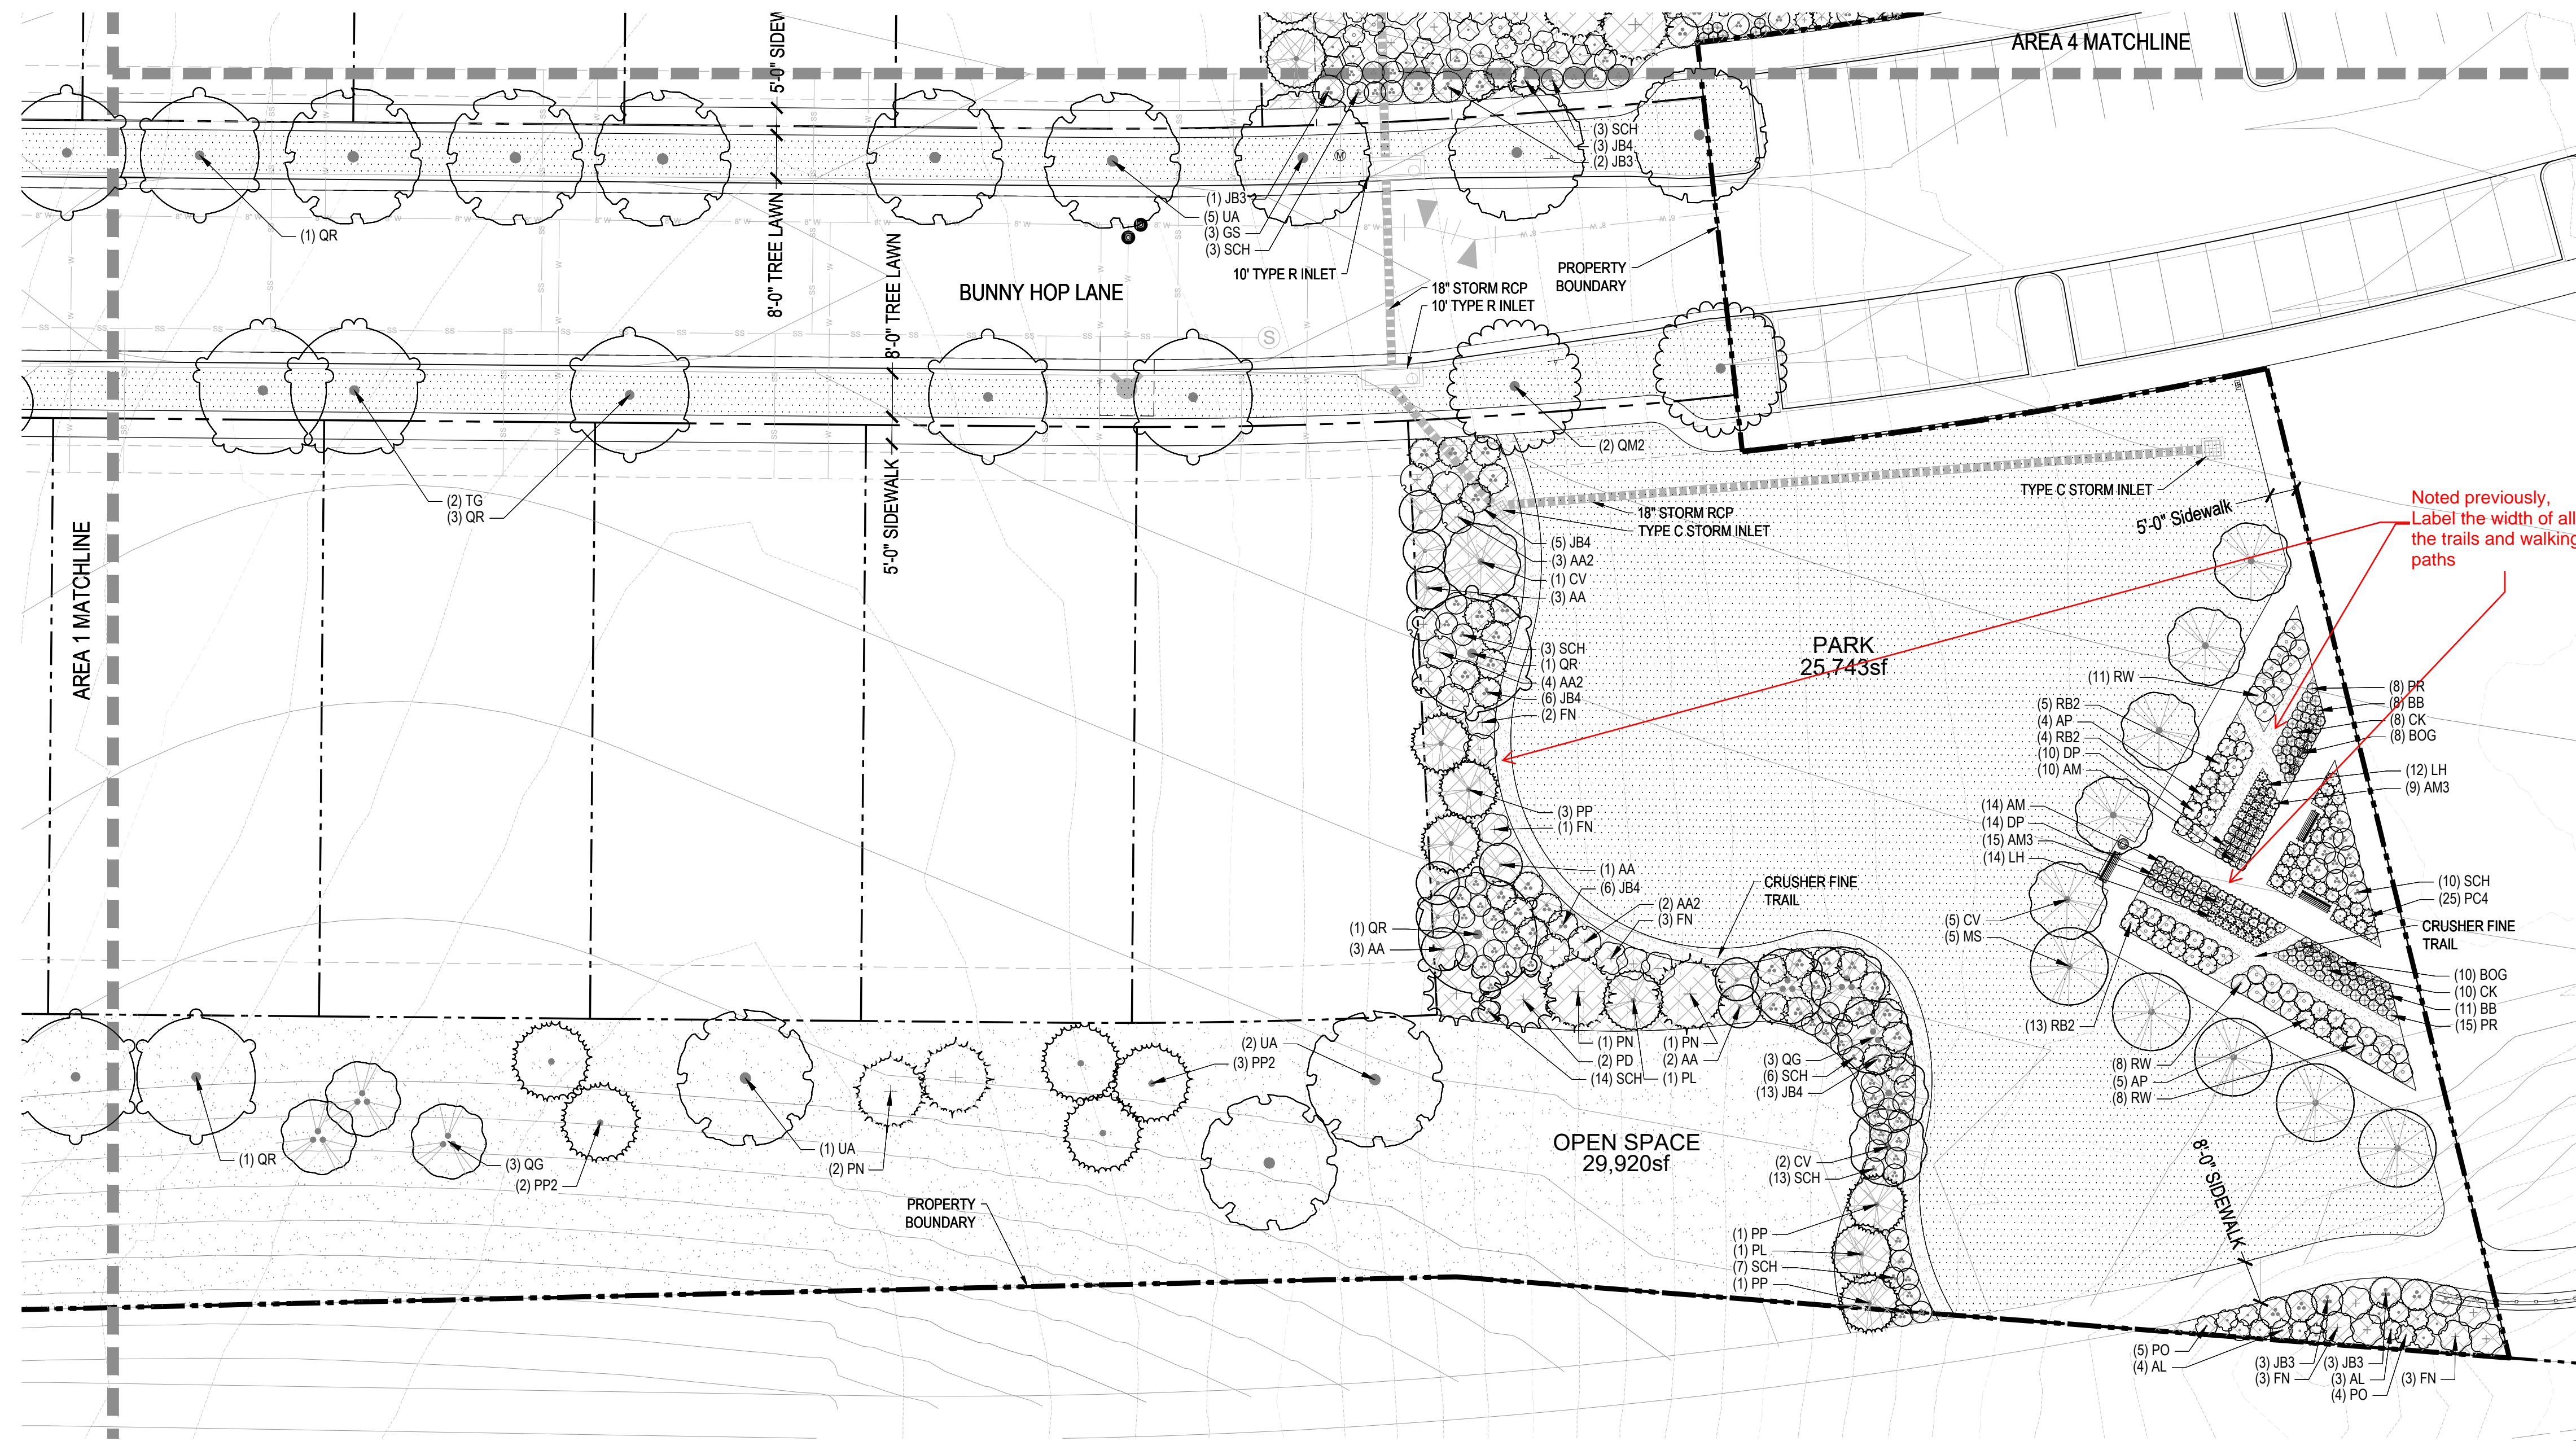 AREA 4 MATCHLINE
5'-0" SIDEW
(3) SCH
(3) JB4
(2) JB3
(1) JB3
(5) UA
(3) GS
(3) SCH
(1) QR
10' TYPE R INLET
8'-0" TREE LAWN
8'-0" TREE LAWN
BUNNY HOP LANE
18" STORM RCP
10' TYPE R INLET
PROPERTY
BOUNDARY
S
M
8" W
SS
W
(2) QM2
(2) TG
(3) QR
5'-0" SIDEWALK
AREA 1 MATCHLINE
18" STORM RCP
TYPE C STORM INLET
TYPE C STORM INLET
5'-0" Sidewalk
Noted previously,
Label the width of all
the trails and walking
paths
(5) JB4
(3) AA2
(1) CV
(3) AA
(3) SCH
(1) QR
(4) AA2
(6) JB4
(2) FN
PARK
25,743sf
(11) RW
(5) RB2
(4) AP
(4) RB2
(10) DP
(10) AM
(8) PR
(8) BB
(8) CK
(8) BOG
(12) LH
(9) AM3
(14) AM
(14) DP
(15) AM3
(14) LH
(3) PP
(1) FN
(1) AA
(6) JB4
(2) AA2
(3) FN
CRUSHER FINE
TRAIL
(1) QR
(3) AA
(5) CV
(5) MS
(10) SCH
(25) PC4
CRUSHER FINE
TRAIL
(10) BOG
(10) CK
(11) BB
(15) PR
(13) RB2
(8) RW
(5) AP
(8) RW
(1) PN
(2) PD
(14) SCH
(1) PN
(2) AA
(1) PL
(3) QG
(6) SCH
(13) JB4
(2) UA
(3) PP2
(1) QR
(3) QG
(2) PP2
(1) UA
(2) PN
OPEN SPACE
29,920sf
(2) CV
(13) SCH
PROPERTY
BOUNDARY
8'-0" SIDEWALK
(1) PP
(1) PL
(7) SCH
(1) PP
(5) PO
(4) AL
(3) JB3
(3) FN
(3) JB3
(3) AL
(4) PO
(3) FN